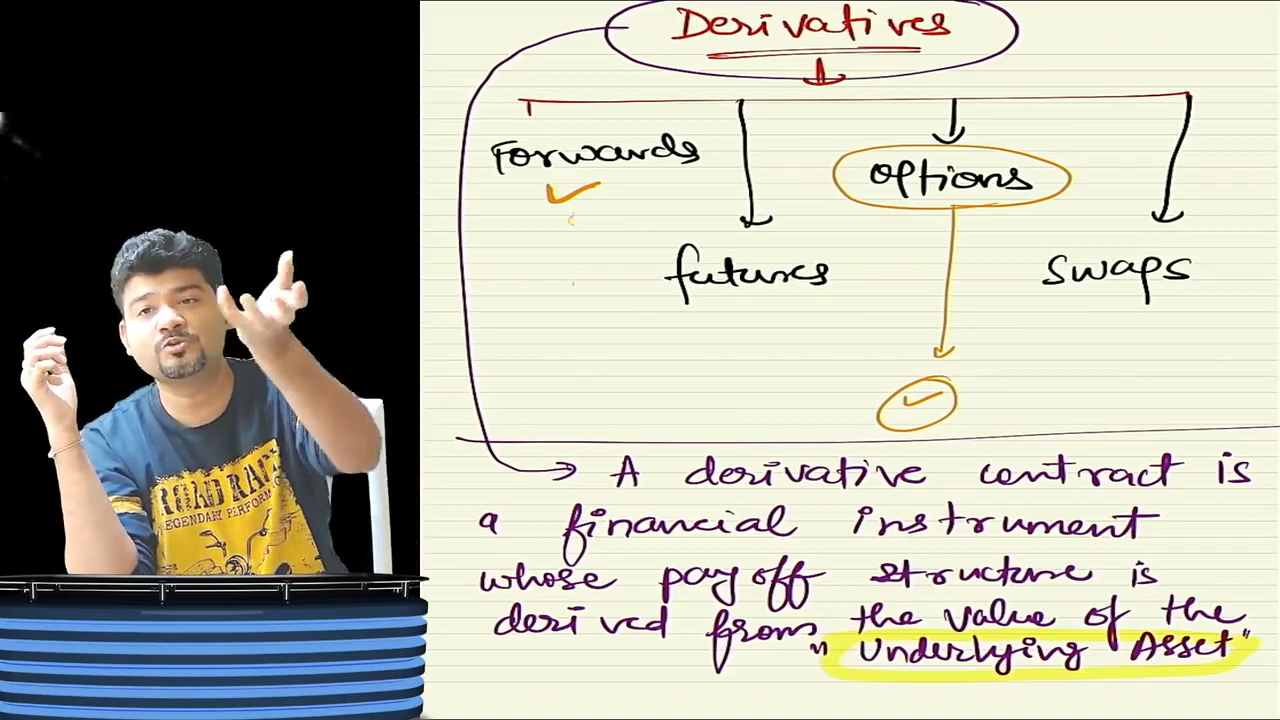 Derivatives
Forwards
options
futures
swaps
A derivative contract is
a financial instrument
whose payoff structure is
derived from the value of the
"Underlying Asset"
ROAD RA
LEGENDARY PERFORM